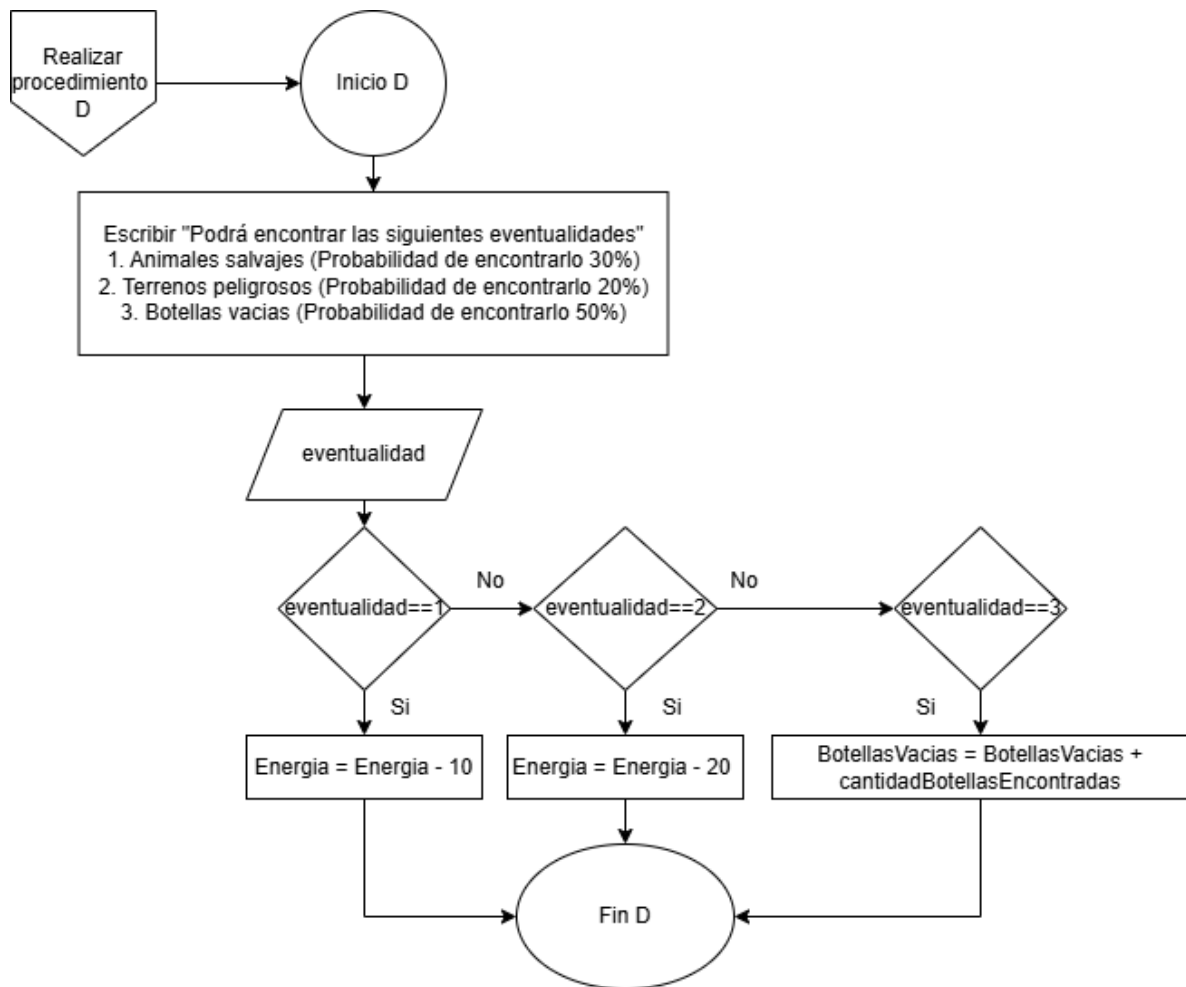 Realizar
procedimiento
D
Inicio D
Escribir "Podrá encontrar las siguientes eventualidades"
1. Animales salvajes (Probabilidad de encontrarlo 30%)
2. Terrenos peligrosos (Probabilidad de encontrarlo 20%)
3. Botellas vacias (Probabilidad de encontrarlo 50%)
eventualidad
eventualidad==1
No
eventualidad==2
No
eventualidad==3
Si
Si
Si
Energia = Energia - 10
Energia = Energia - 20
BotellasVacias = BotellasVacias +
cantidadBotellasEncontradas
Fin D